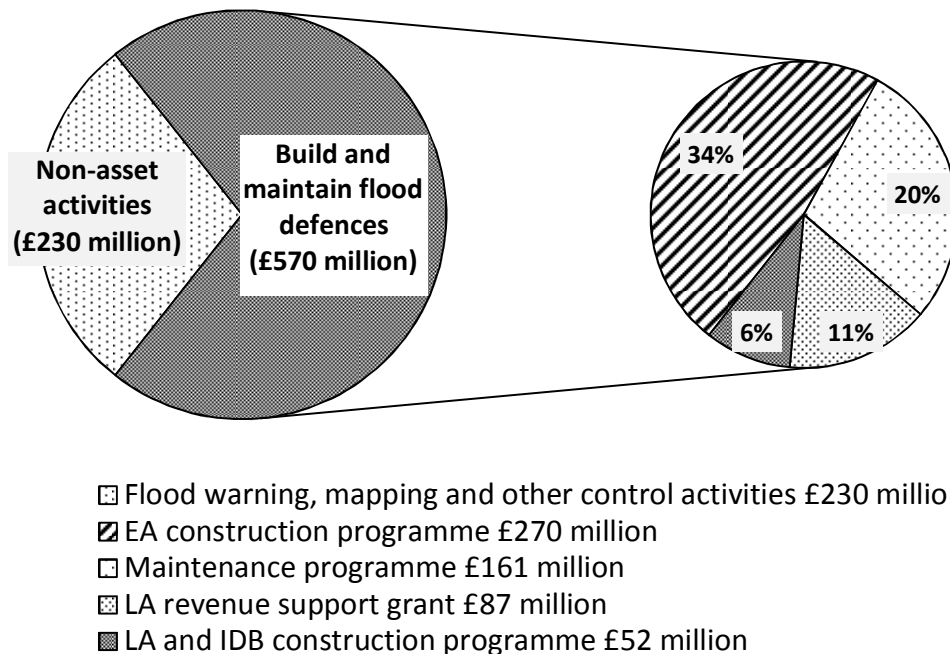 Non-asset
activities
(£230 million)
Build and
maintain flood
defences
(£570 million)
34%
20%
6%
11%
Flood warning, mapping and other control activities £230 millio
EA construction programme £270 million
Maintenance programme £161 million
LA revenue support grant £87 million
LA and IDB construction programme £52 million